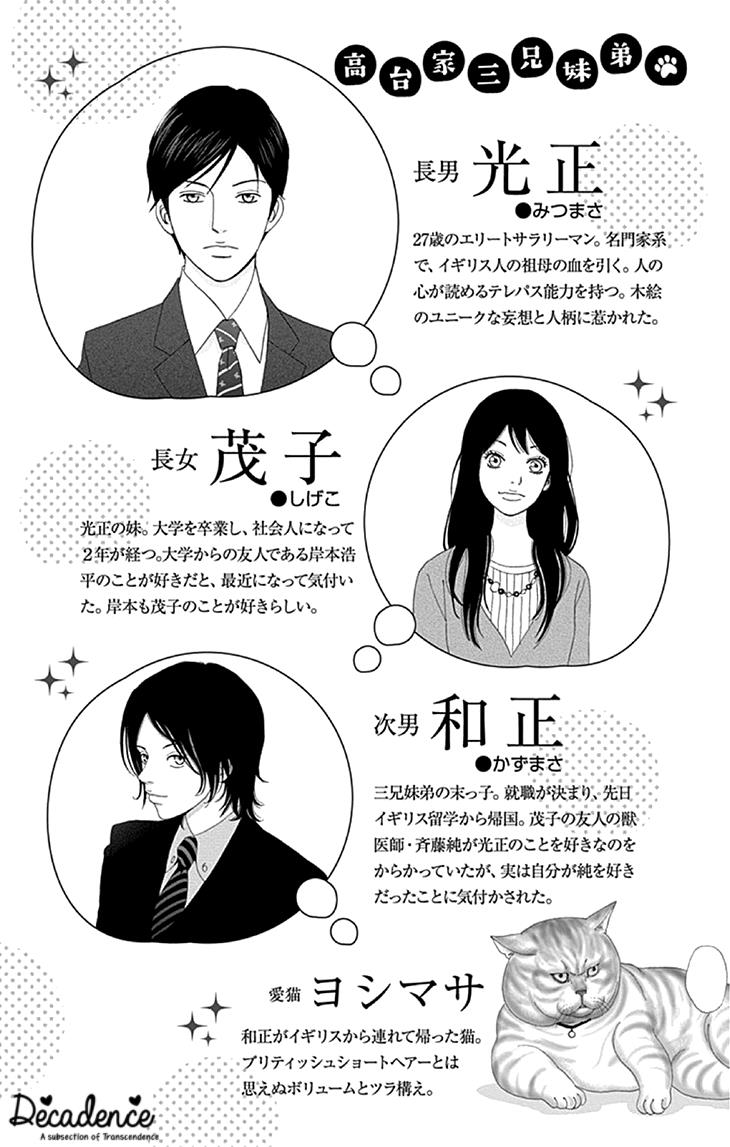 高台家三兄妹弟
長男 光正
●みつまさ
27歳のエリートサラリーマン。名門家系
で、イギリス人の祖母の血を引く。人の
心が読めるテレパス能力を持つ。木絵
のユニークな妄想と人柄に惹かれた。
長女 茂子
●しげこ
光正の妹。大学を卒業し、社会人になって
2年が経つ。大学からの友人である岸本浩
平のことが好きだと、最近になって気付い
た。岸本も茂子のことが好きらしい。
次男 和正
●かずまさ
三兄妹弟の末っ子。就職が決まり、先日
イギリス留学から帰国。茂子の友人の獣
医師・斉藤純が光正のことを好きなのを
からかっていたが、実は自分が純を好き
だったことに気付かされた。
愛猫 ヨシマサ
和正がイギリスから連れて帰った猫。
ブリティッシュショートヘアーとは
思えぬボリュームとツラ構え。
Decadence
A subsection of Transcendence